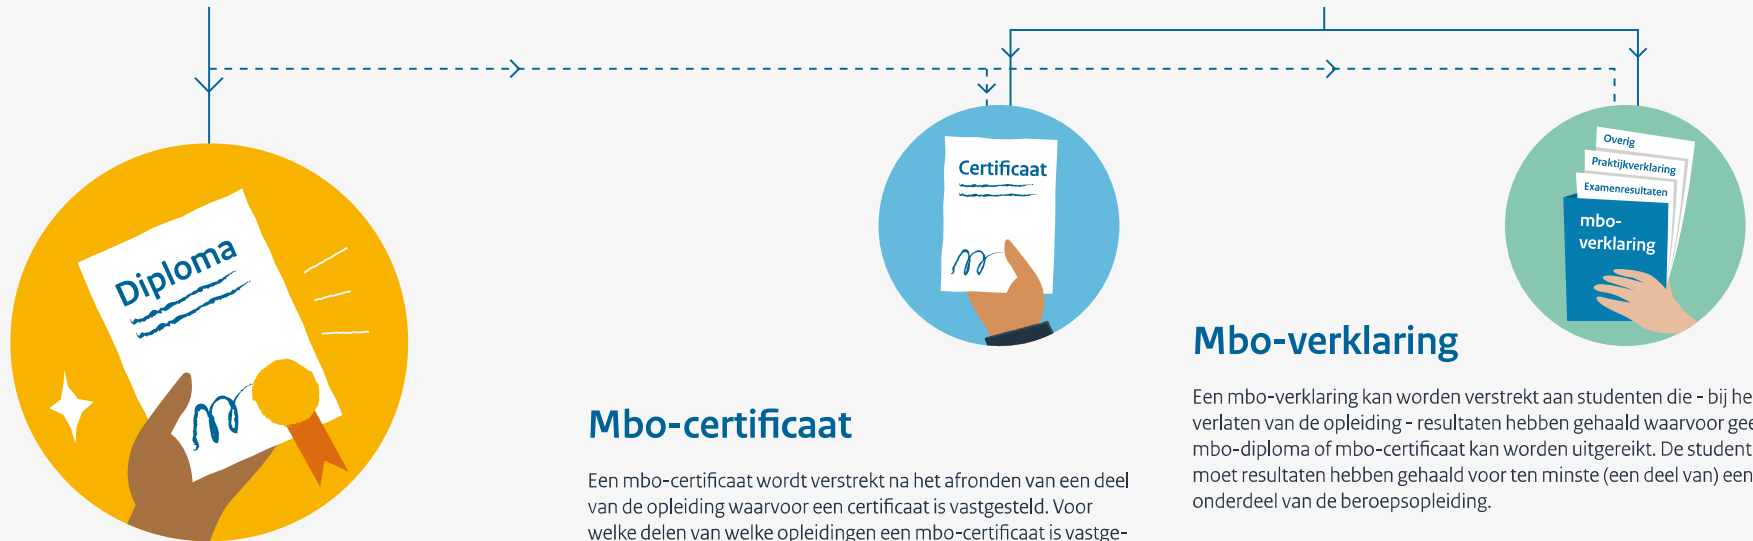 Diploma
Certificaat
Overig
Praktijkverklaring
Examenresultaten
mbo-
verklaring
Mbo-certificaat
Een mbo-certificaat wordt verstrekt na het afronden van een deel
van de opleiding waarvoor een certificaat is vastgesteld. Voor
welke delen van welke opleidingen een mbo-certificaat is vastge-
Mbo-verklaring
Een mbo-verklaring kan worden verstrekt aan studenten die - bij he
verlaten van de opleiding - resultaten hebben gehaald waarvoor gee
mbo-diploma of mbo-certificaat kan worden uitgereikt. De student
moet resultaten hebben gehaald voor ten minste (een deel van) een
onderdeel van de beroepsopleiding.